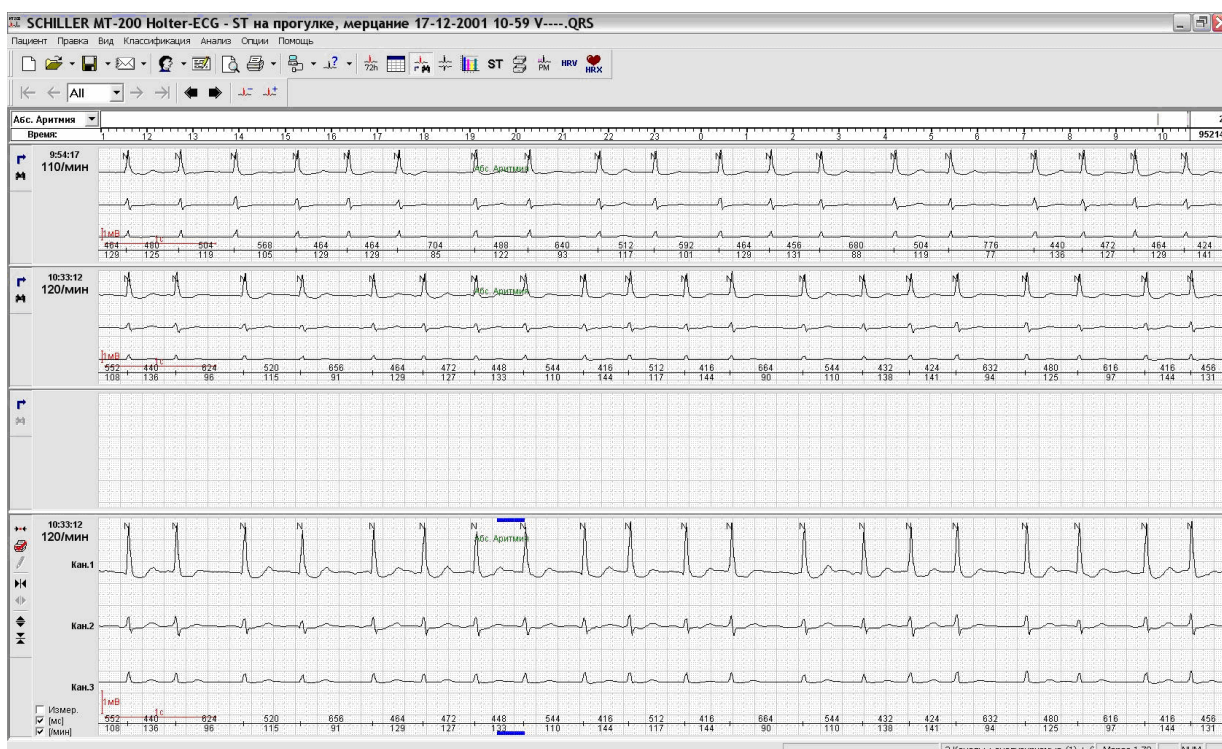 SCHILLER MT-200 Holter-ECG - ST на прогулке, мерцание 17-12-2001 10-59 V----.QRS
Пациент Правка Вид Классификация Анализ Опции Помощь
72h ST PM HRV HRX
All
Абс. Аритмия
Время: 1 12 13 14 15 16 17 18 19 20 21 22 23 0 1 2 3 4 5 6 7 8 9 10 95214
9:54:17
110/мин
N N N N N N N N N N N N N N N N N N N
Абс. Аритмия
1мВ
1с
464 480 504 568 464 464 704 488 640 512 592 464 456 680 504 776 440 472 464 424
129 125 119 105 129 129 85 122 93 117 101 129 131 88 119 77 136 127 129 141
10:33:12
120/мин
N N N N N N N N N N N N N N N N N N N N
Абс. Аритмия
1мВ
1с
552 440 624 520 656 464 472 448 544 416 512 416 664 544 432 424 632 480 616 416 456
108 136 96 115 91 129 127 133 110 144 117 144 90 110 138 141 94 125 97 144 131
10:33:12
120/мин
N N N N N N N N N N N N N N N N N N N N
Абс. Аритмия
Кан.1
Кан.2
Кан.3
1мВ
Измер.
1с
[мс] 552 440 624 520 656 464 472 448 544 416 512 416 664 544 432 424 632 480 616 416 456
[/мин] 108 136 96 115 91 129 127 133 110 144 117 144 90 110 138 141 94 125 97 144 131